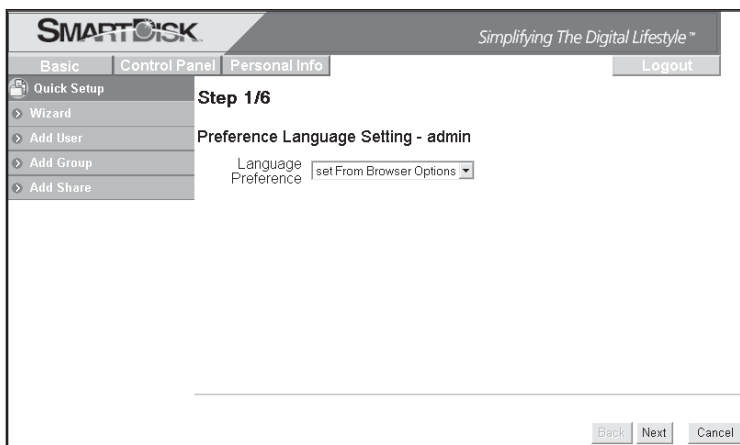 SMARTDISK
Simplifying The Digital Lifestyle™
Basic Control Panel Personal Info Logout
Quick Setup
Wizard
Add User
Add Group
Add Share
Step 1/6
Preference Language Setting - admin
Language Preference
set From Browser Options
Back Next Cancel